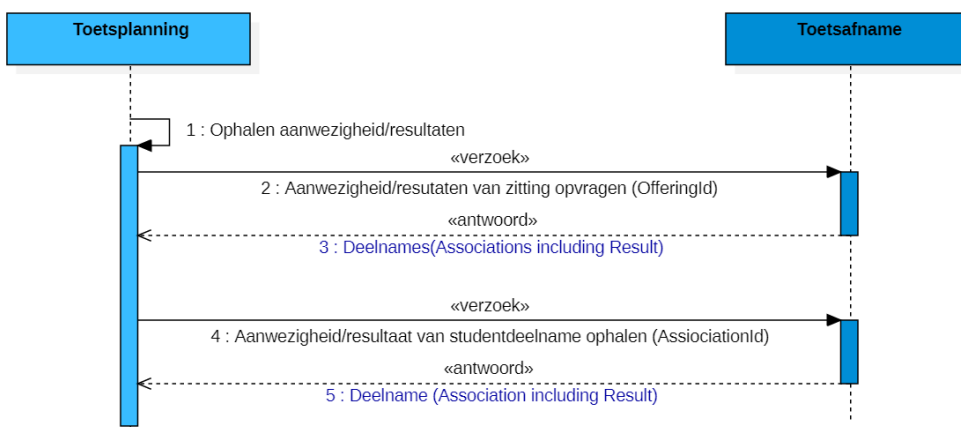 Toetsplanning
Toetsafname
1 : Ophalen aanwezigheid/resultaten
«verzoek»
2 : Aanwezigheid/resutaten van zitting opvragen (OfferingId)
«antwoord»
3 : Deelnames(Associations including Result)
«verzoek»
4 : Aanwezigheid/resultaat van studentdeelname ophalen (AssiociationId)
«antwoord»
5 : Deelname (Association including Result)